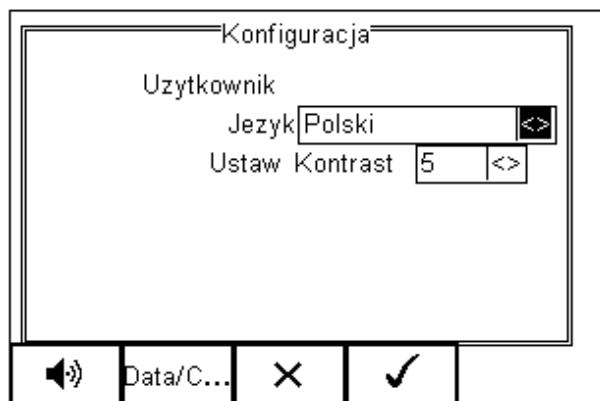 Konfiguracja
Uzytkownik
Jezyk Polski <>
Ustaw Kontrast 5 <>
Data/C...